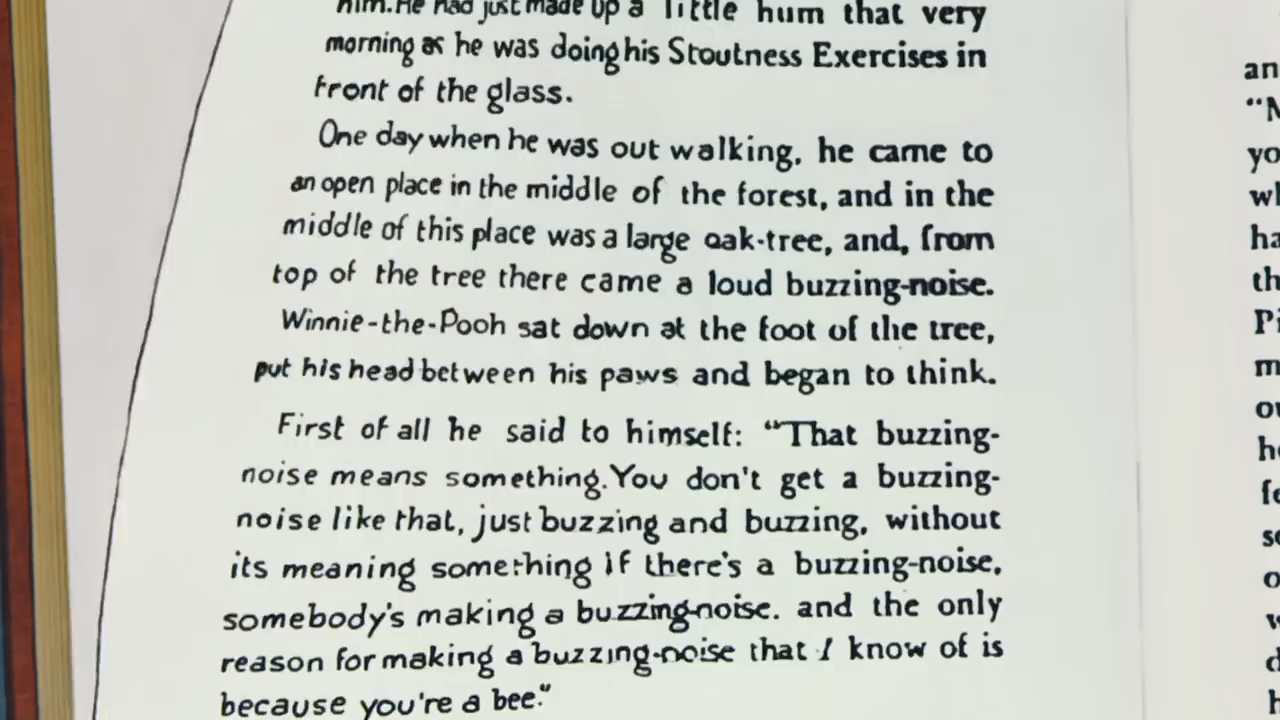 him. He had just made up a little hum that very
morning as he was doing his Stoutness Exercises in
front of the glass.
One day when he was out walking, he came to
an open place in the middle of the forest, and in the
middle of this place was a large oak-tree, and, from
top of the tree there came a loud buzzing-noise.
Winnie-the-Pooh sat down at the foot of the tree,
put his head between his paws and began to think.
First of all he said to himself: "That buzzing-
noise means something. You don't get a buzzing-
noise like that, just buzzing and buzzing, without
its meaning something If there's a buzzing-noise,
somebody's making a buzzing-noise. and the only
reason for making a buzzing-noise that I know of is
because you're a bee."